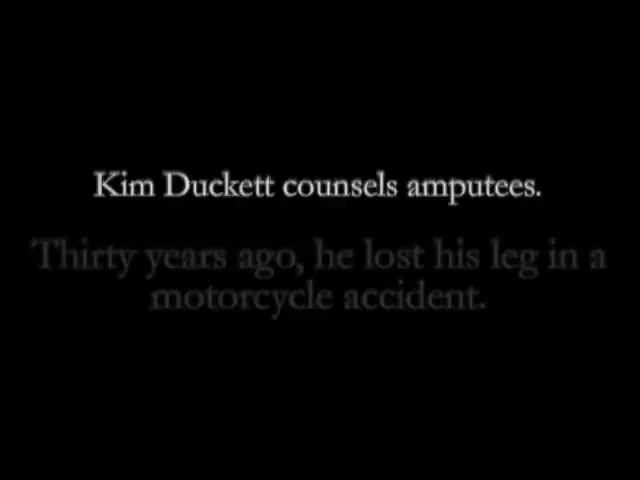 Kim Duckett counsels amputees.
Thirty years ago, he lost his leg in a
motorcycle accident.